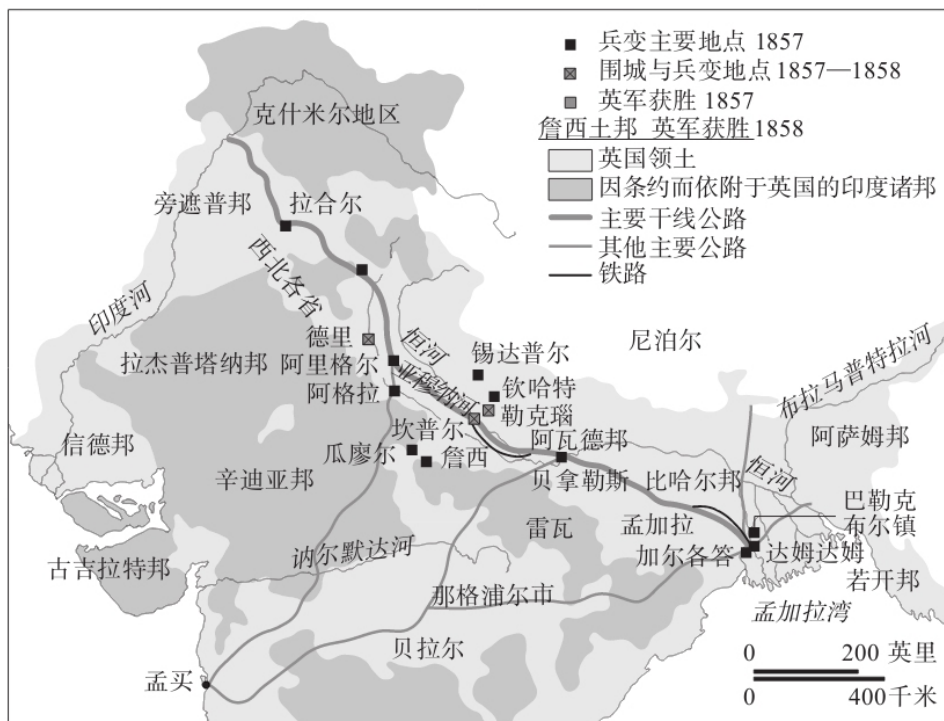 兵变主要地点 1857
围城与兵变地点1857—1858
英军获胜 1857
詹西土邦 英军获胜1858
英国领土
因条约而依附于英国的印度诸邦
主要干线公路
其他主要公路
铁路
克什米尔地区
旁遮普邦
拉合尔
西北各省
印度河
德里
恒河
尼泊尔
锡达普尔
拉杰普塔纳邦
阿里格尔
亚穆纳河
钦哈特
布拉马普特拉河
阿格拉
勒克瑙
坎普尔
阿瓦德邦
阿萨姆邦
信德邦
瓜廖尔
詹西
恒河
辛迪亚邦
贝拿勒斯
比哈尔邦
巴勒克
布尔镇
雷瓦
孟加拉
讷尔默达河
加尔各答
达姆达姆
古吉拉特邦
若开邦
那格浦尔市
孟加拉湾
贝拉尔
孟买
0 200 英里
0 400千米